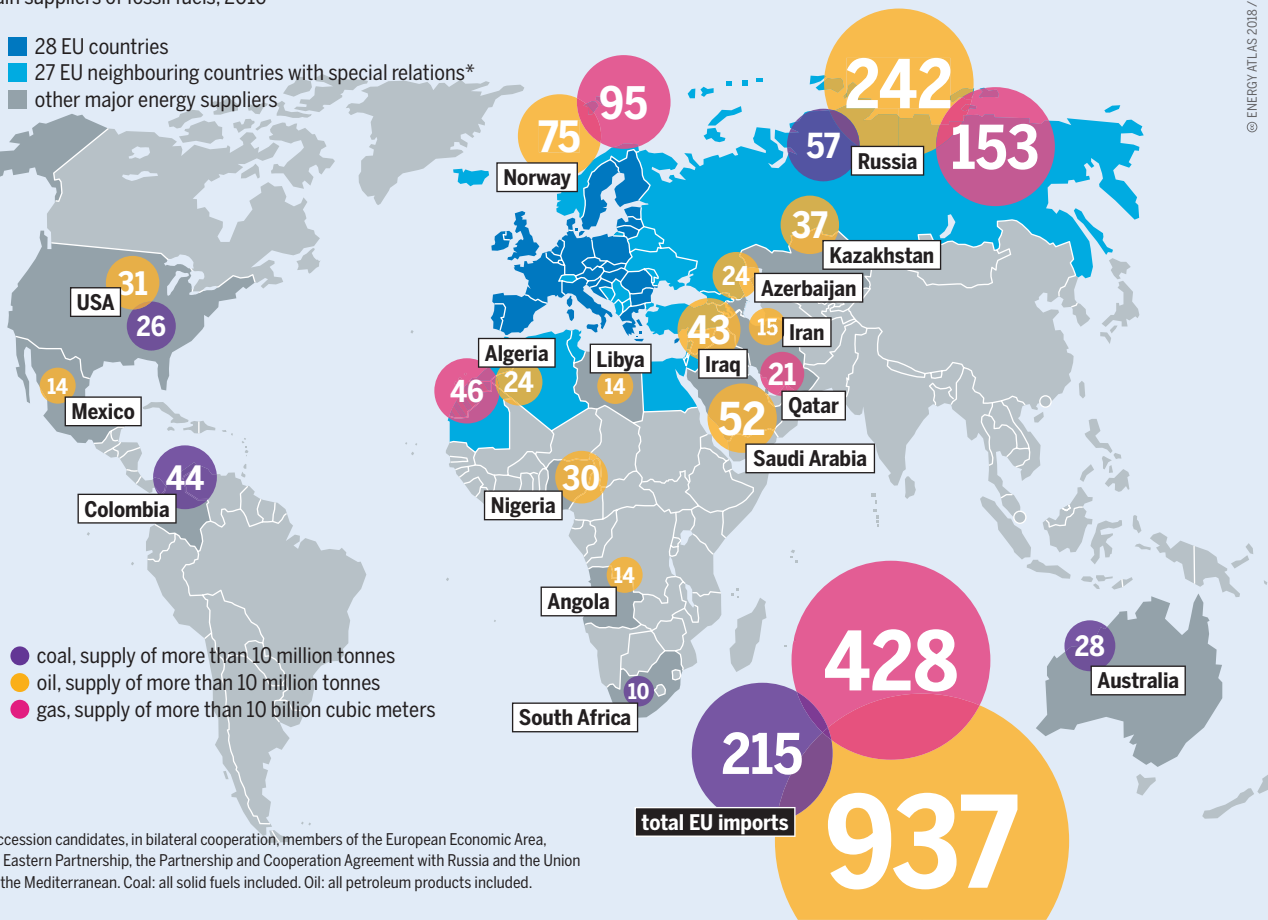 ain suppliers of fossil fuels, 2016
28 EU countries
27 EU neighbouring countries with special relations*
other major energy suppliers
© ENERGY ATLAS 2018 /
242
95
75
57
153
Russia
Norway
37
Kazakhstan
24
Azerbaijan
31
USA
26
43
15
Iran
Iraq
Algeria
Libya
46
24
14
21
Qatar
14
Mexico
52
Saudi Arabia
44
Colombia
30
Nigeria
14
Angola
coal, supply of more than 10 million tonnes
oil, supply of more than 10 million tonnes
gas, supply of more than 10 billion cubic meters
10
South Africa
28
Australia
428
215
937
total EU imports
ccession candidates, in bilateral cooperation, members of the European Economic Area,
Eastern Partnership, the Partnership and Cooperation Agreement with Russia and the Union
the Mediterranean. Coal: all solid fuels included. Oil: all petroleum products included.